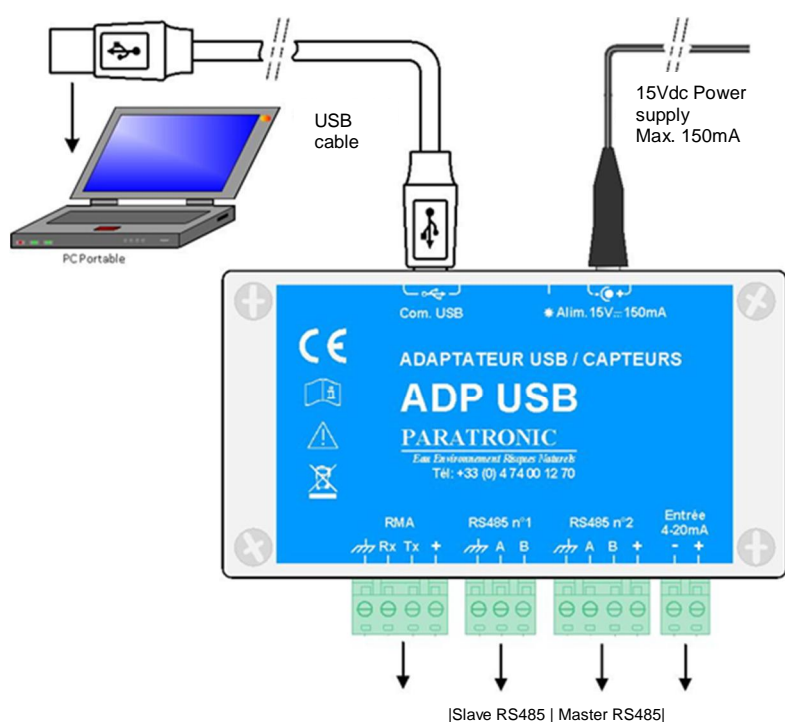 USB
cable
15Vdc Power
supply
Max. 150mA
PC Portable
Com. USB
✹ Alim. 15V⎓150mA
CE
ADAPTATEUR USB / CAPTEURS
ADP USB
PARATRONIC
Eau Environnement Risques Naturels
Tél: +33 (0) 4 74 00 12 70
RMA
RS485 n°1
RS485 n°2
Entrée
4-20mA
Rx Tx + A B A B + - +
|Slave RS485 | Master RS485|